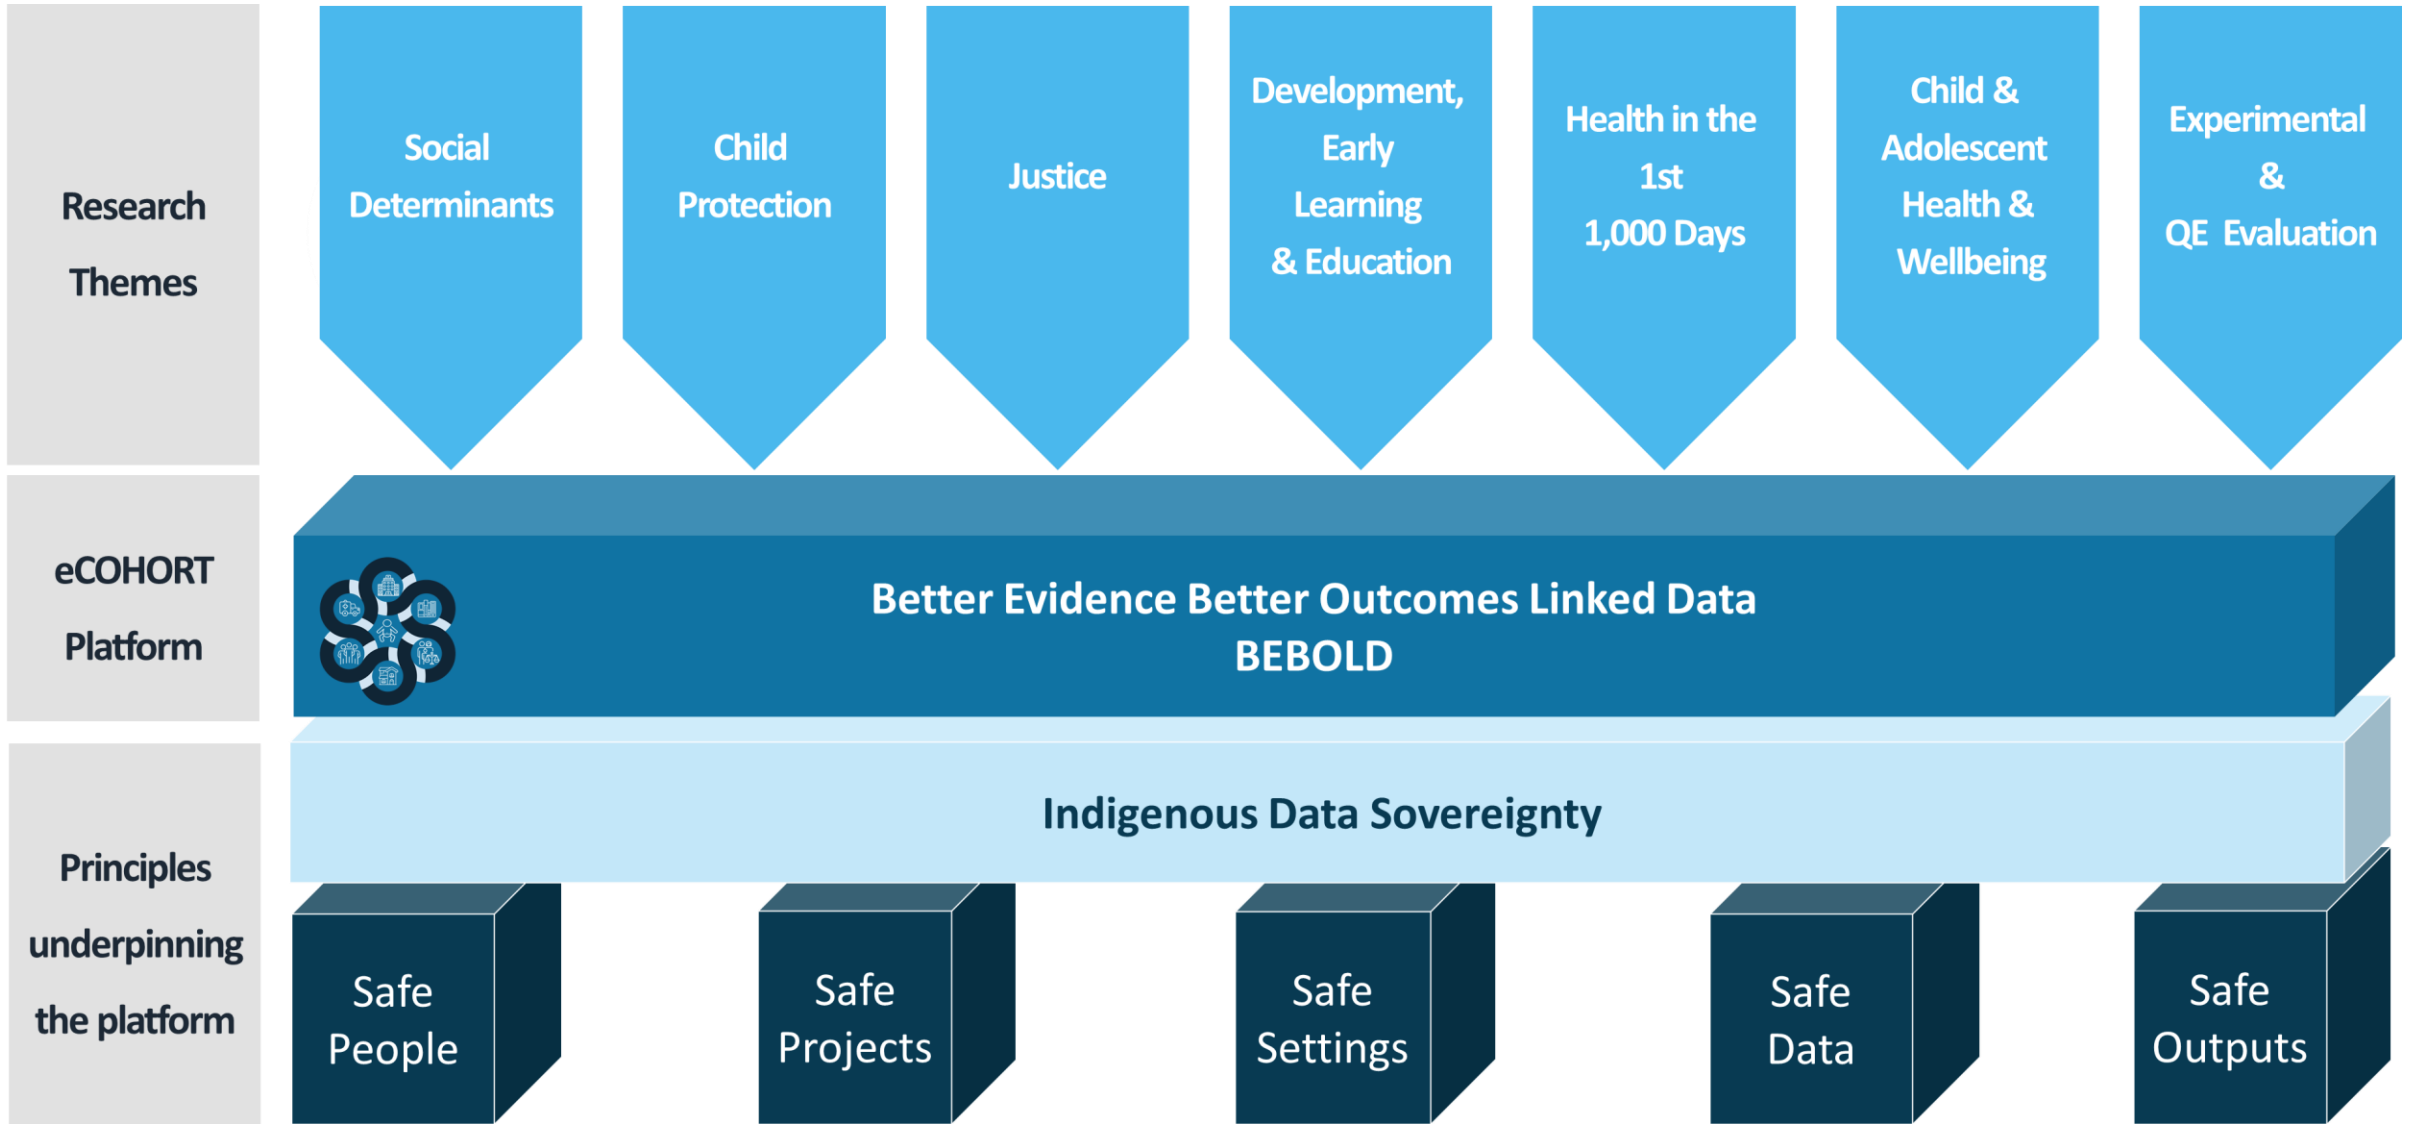 Research
Themes
Social
Determinants
Child
Protection
Justice
Development,
Early
Learning
& Education
Health in the
1st
1,000 Days
Child &
Adolescent
Health &
Wellbeing
Experimental
&
QE Evaluation
eCOHORT
Platform
Better Evidence Better Outcomes Linked Data
BEBOLD
Principles
underpinning
the platform
Indigenous Data Sovereignty
Safe
People
Safe
Projects
Safe
Settings
Safe
Data
Safe
Outputs